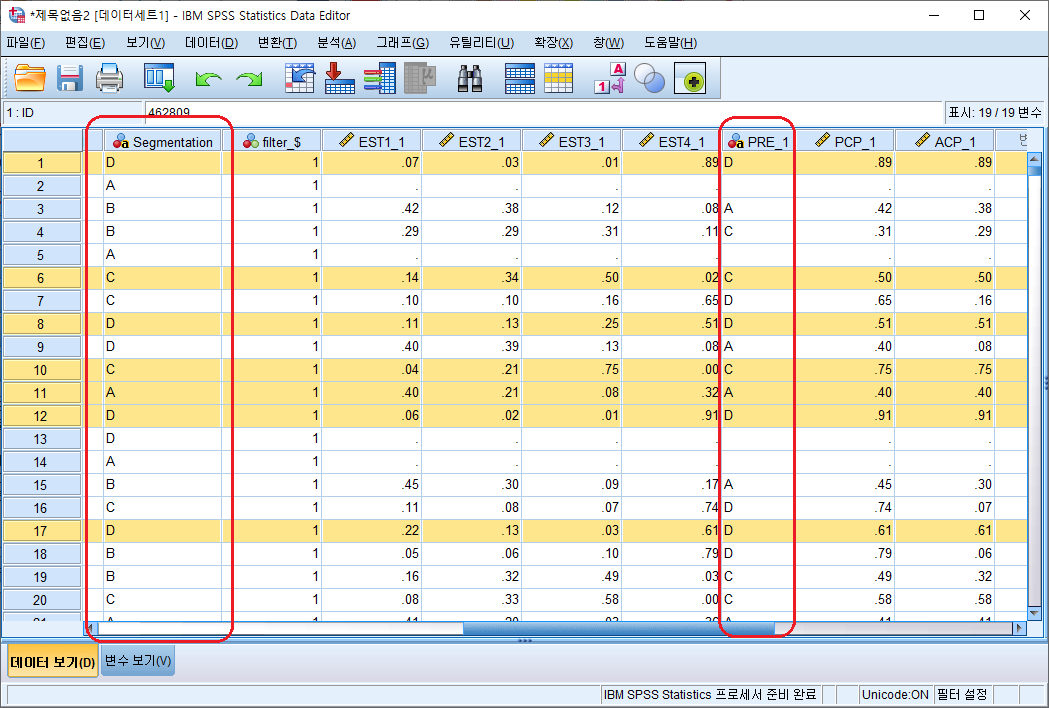 *제목없음2 [데이터세트1] - IBM SPSS Statistics Data Editor
파일(F) 편집(E) 보기(V) 데이터(D) 변환(T) 분석(A) 그래프(G) 유틸리티(U) 확장(X) 창(W) 도움말(H)
1 : ID 462809 표시: 19 / 19 변수
Segmentation filter_$ EST1_1 EST2_1 EST3_1 EST4_1 PRE_1 PCP_1 ACP_1
1 D 1 .07 .03 .01 .89 D .89 .89
2 A 1 . . . . . .
3 B 1 .42 .38 .12 .08 A .42 .38
4 B 1 .29 .29 .31 .11 C .31 .29
5 A 1 . . . . . .
6 C 1 .14 .34 .50 .02 C .50 .50
7 C 1 .10 .10 .16 .65 D .65 .16
8 D 1 .11 .13 .25 .51 D .51 .51
9 D 1 .40 .39 .13 .08 A .40 .08
10 C 1 .04 .21 .75 .00 C .75 .75
11 A 1 .40 .21 .08 .32 A .40 .40
12 D 1 .06 .02 .01 .91 D .91 .91
13 D 1 . . . . . .
14 A 1 . . . . . .
15 B 1 .45 .30 .09 .17 A .45 .30
16 C 1 .11 .08 .07 .74 D .74 .07
17 D 1 .22 .13 .03 .61 D .61 .61
18 B 1 .05 .06 .10 .79 D .79 .06
19 B 1 .16 .32 .49 .03 C .49 .32
20 C 1 .08 .33 .58 .00 C .58 .58
데이터 보기(D) 변수 보기(V)
IBM SPSS Statistics 프로세서 준비 완료 Unicode:ON 필터 설정